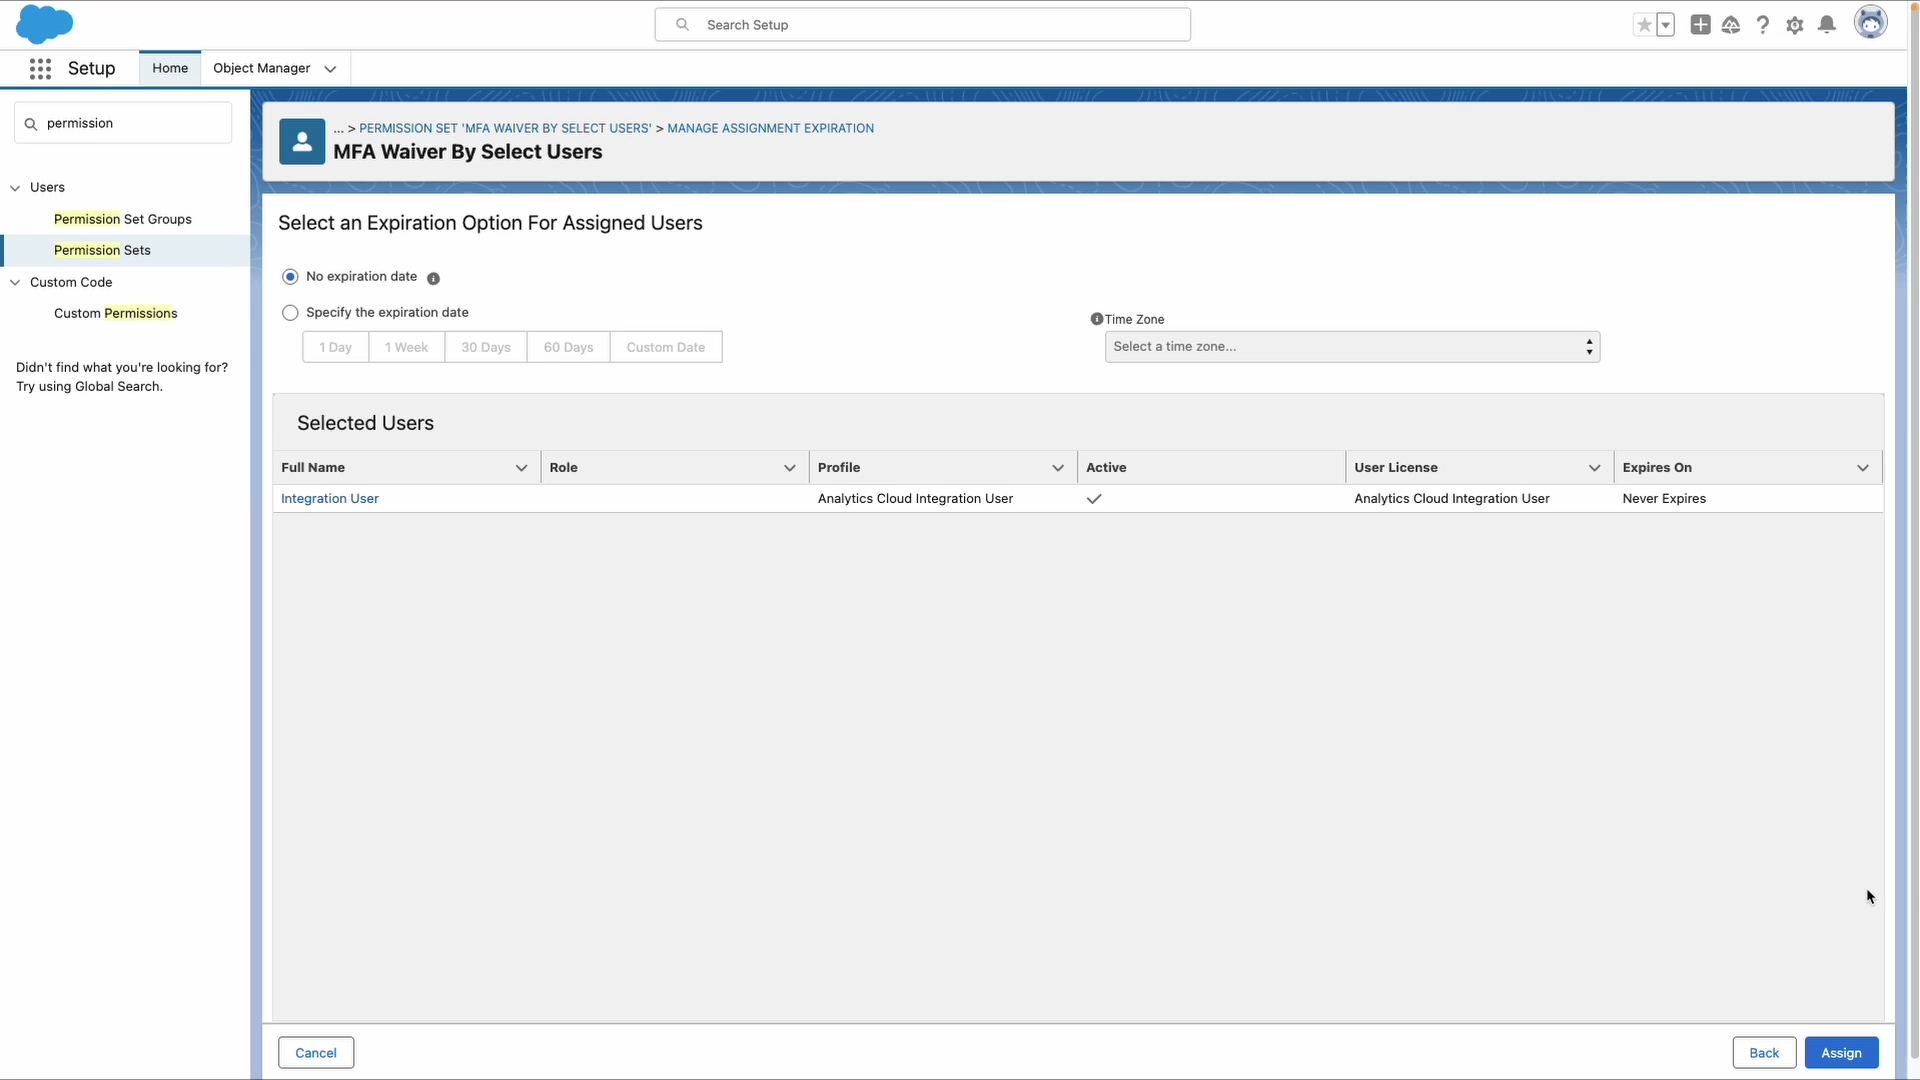 Search Setup
Setup
Home
Object Manager
permission
Users
Permission Set Groups
Permission Sets
Custom Code
Custom Permissions
Didn't find what you're looking for?
Try using Global Search.
... > PERMISSION SET 'MFA WAIVER BY SELECT USERS' > MANAGE ASSIGNMENT EXPIRATION
MFA Waiver By Select Users
Select an Expiration Option For Assigned Users
No expiration date
Specify the expiration date
1 Day 1 Week 30 Days 60 Days Custom Date
Time Zone
Select a time zone...
Selected Users
Full Name Role Profile Active User License Expires On
Integration User Analytics Cloud Integration User Analytics Cloud Integration User Never Expires
Cancel Back Assign